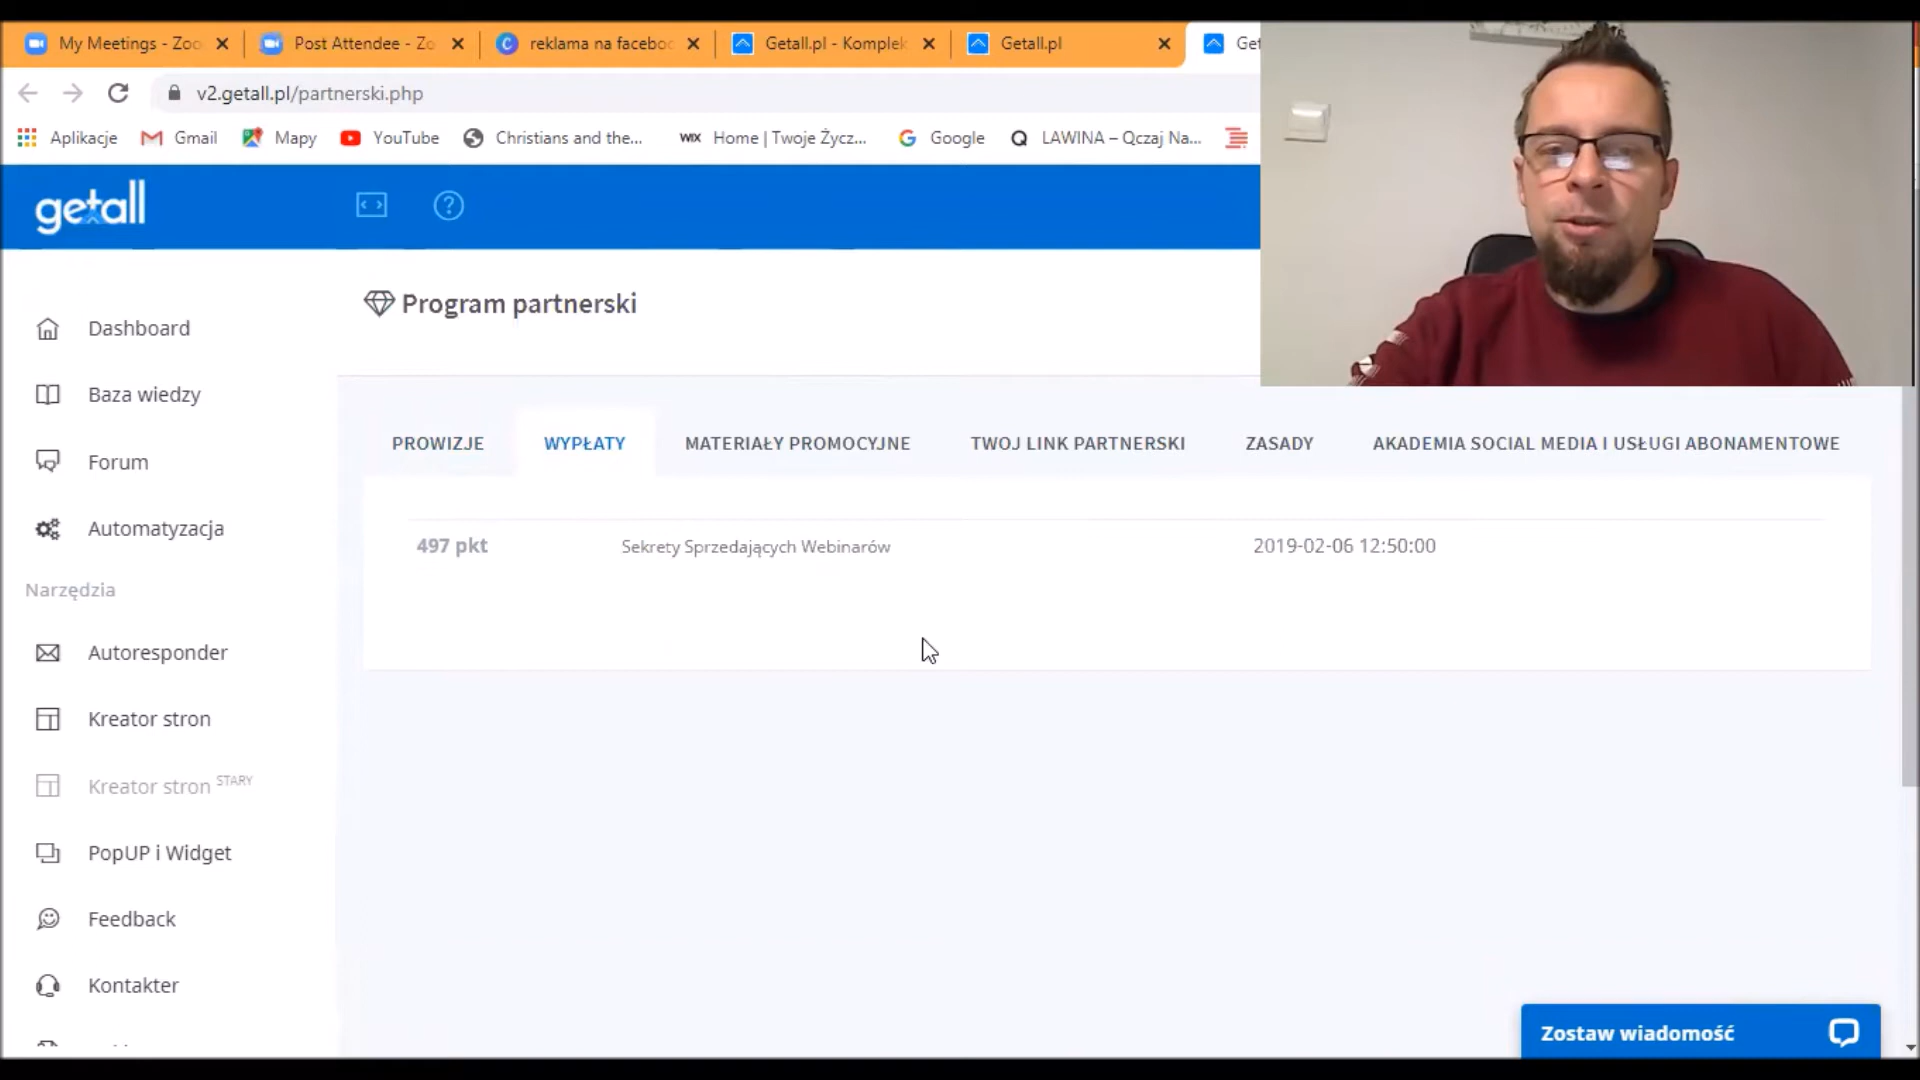 My Meetings - Zoo
Post Attendee - Zo
reklama na faceboo
Getall.pl - Komplek
Getall.pl
Get
v2.getall.pl/partnerski.php
Aplikacje
Gmail
Mapy
YouTube
Christians and the...
WIX
Home | Twoje Życz...
Google
LAWINA – Qczaj Na...
getall
Program partnerski
Dashboard
Baza wiedzy
Forum
Automatyzacja
Narzędzia
Autoresponder
Kreator stron
Kreator stron STARY
PopUP i Widget
Feedback
Kontakter
PROWIZJE
WYPŁATY
MATERIAŁY PROMOCYJNE
TWOJ LINK PARTNERSKI
ZASADY
AKADEMIA SOCIAL MEDIA I USŁUGI ABONAMENTOWE
497 pkt
Sekrety Sprzedających Webinarów
2019-02-06 12:50:00
Zostaw wiadomość